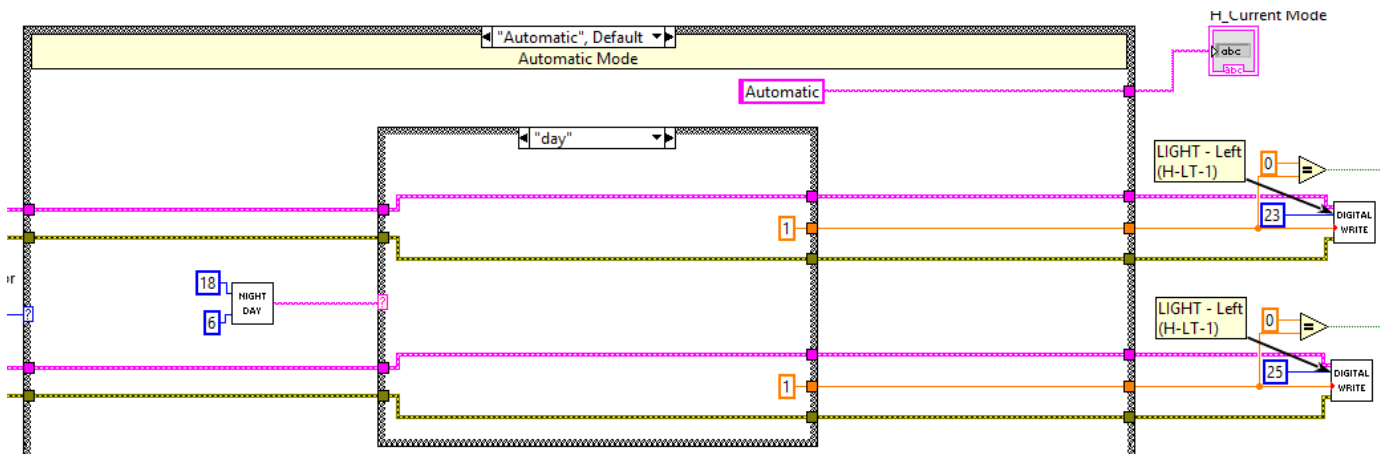 H_Current Mode
"Automatic", Default
Automatic Mode
abc
abc
Automatic
"day"
LIGHT - Left
(H-LT-1)
0
=
1
23
DIGITAL
WRITE
or
?
18
6
NIGHT
DAY
?
LIGHT - Left
(H-LT-1)
0
=
1
25
DIGITAL
WRITE